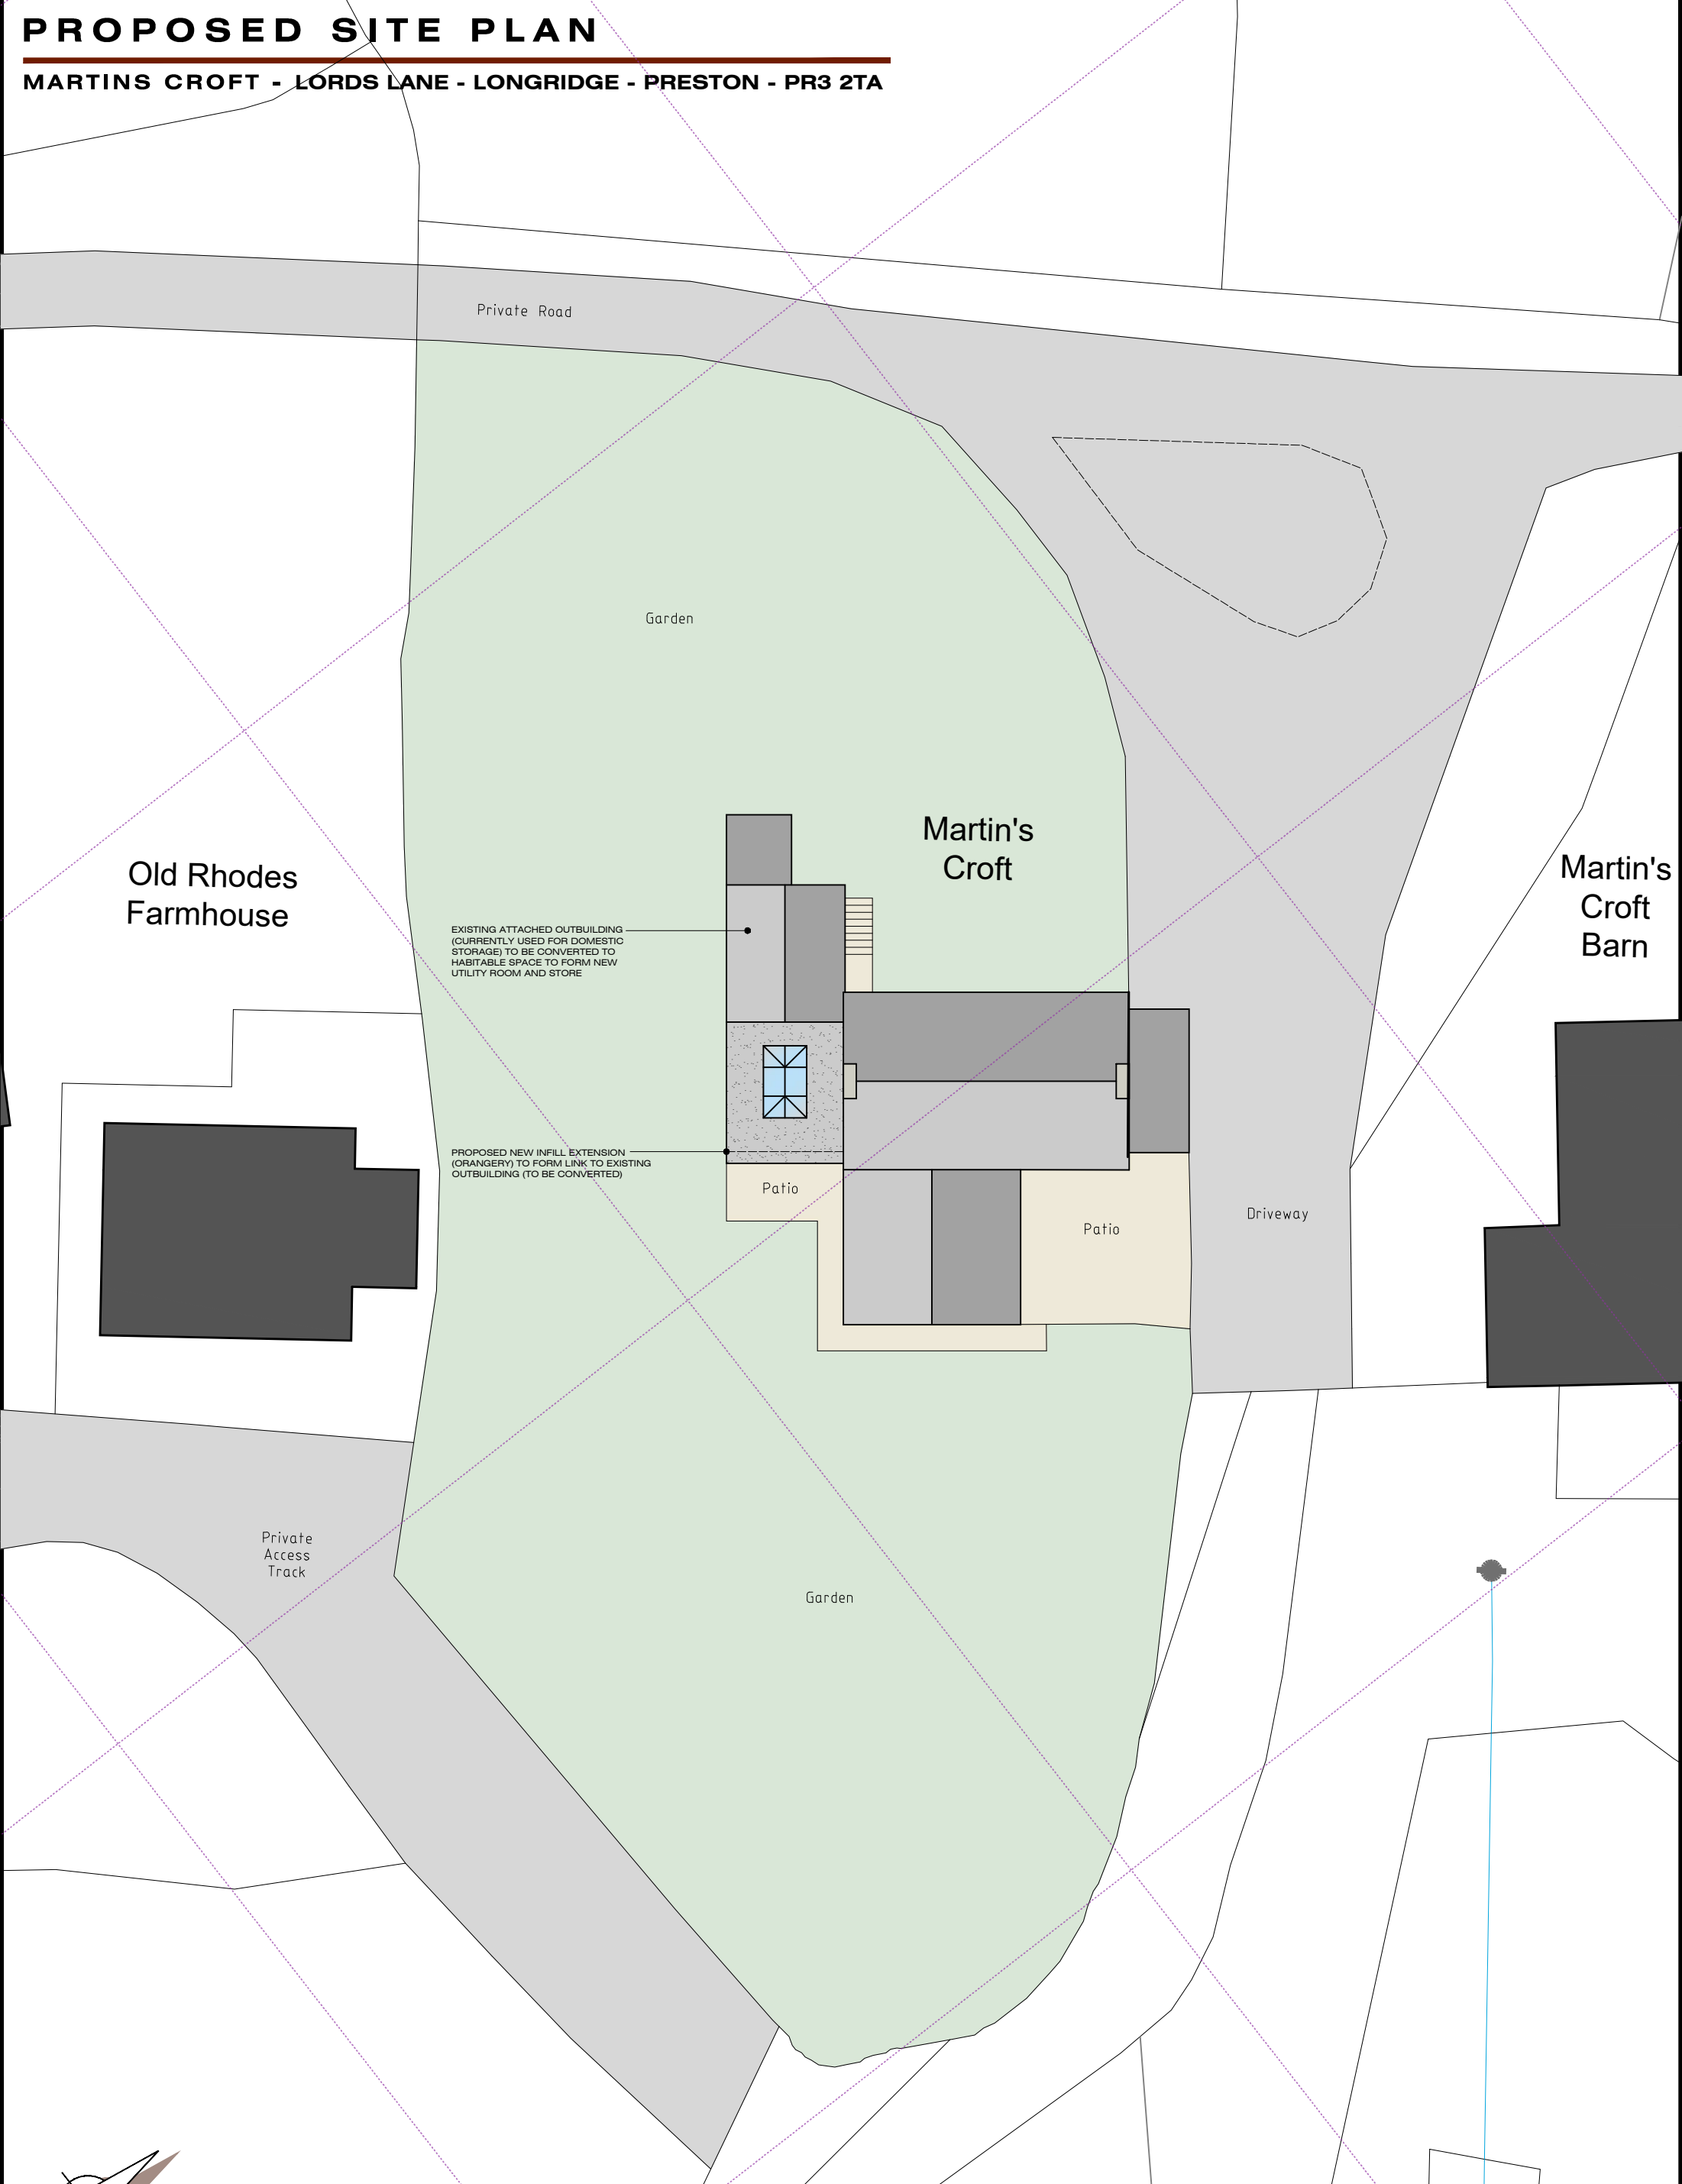 PROPOSED SITE PLAN
MARTINS CROFT - LORDS LANE - LONGRIDGE - PRESTON - PR3 2TA
Private Road
Garden
Martin's
Croft
Old Rhodes
Farmhouse
Martin's
Croft
Barn
EXISTING ATTACHED OUTBUILDING
(CURRENTLY USED FOR DOMESTIC
STORAGE) TO BE CONVERTED TO
HABITABLE SPACE TO FORM NEW
UTILITY ROOM AND STORE
PROPOSED NEW INFILL EXTENSION
(ORANGERY) TO FORM LINK TO EXISTING
OUTBUILDING (TO BE CONVERTED)
Patio
Patio
Driveway
Private
Access
Track
Garden